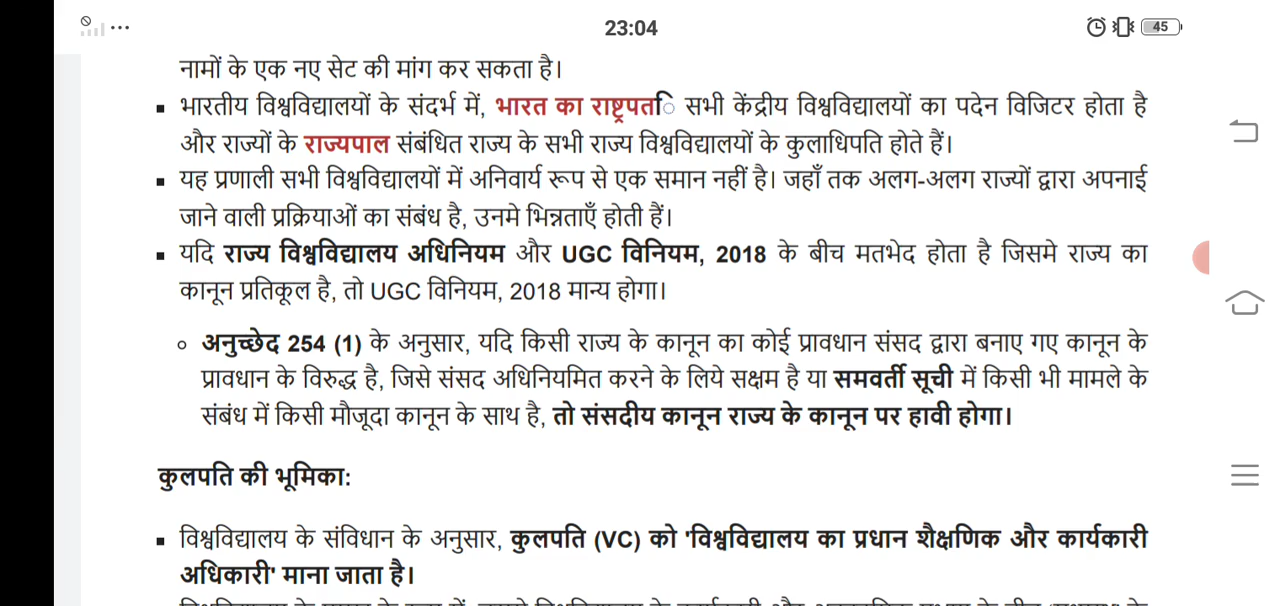 23:04
45
नामों के एक नए सेट की मांग कर सकता है।
▪ भारतीय विश्वविद्यालयों के संदर्भ में, भारत का राष्ट्रपति सभी केंद्रीय विश्वविद्यालयों का पदेन विजिटर होता है
और राज्यों के राज्यपाल संबंधित राज्य के सभी राज्य विश्वविद्यालयों के कुलाधिपति होते हैं।
▪ यह प्रणाली सभी विश्वविद्यालयों में अनिवार्य रूप से एक समान नहीं है। जहाँ तक अलग-अलग राज्यों द्वारा अपनाई
जाने वाली प्रक्रियाओं का संबंध है, उनमे भिन्नताएँ होती हैं।
▪ यदि राज्य विश्वविद्यालय अधिनियम और UGC विनियम, 2018 के बीच मतभेद होता है जिसमे राज्य का
कानून प्रतिकूल है, तो UGC विनियम, 2018 मान्य होगा।
○ अनुच्छेद 254 (1) के अनुसार, यदि किसी राज्य के कानून का कोई प्रावधान संसद द्वारा बनाए गए कानून के
प्रावधान के विरुद्ध है, जिसे संसद अधिनियमित करने के लिये सक्षम है या समवर्ती सूची में किसी भी मामले के
संबंध में किसी मौजूदा कानून के साथ है, तो संसदीय कानून राज्य के कानून पर हावी होगा।
कुलपति की भूमिका:
▪ विश्वविद्यालय के संविधान के अनुसार, कुलपति (VC) को 'विश्वविद्यालय का प्रधान शैक्षणिक और कार्यकारी
अधिकारी' माना जाता है।